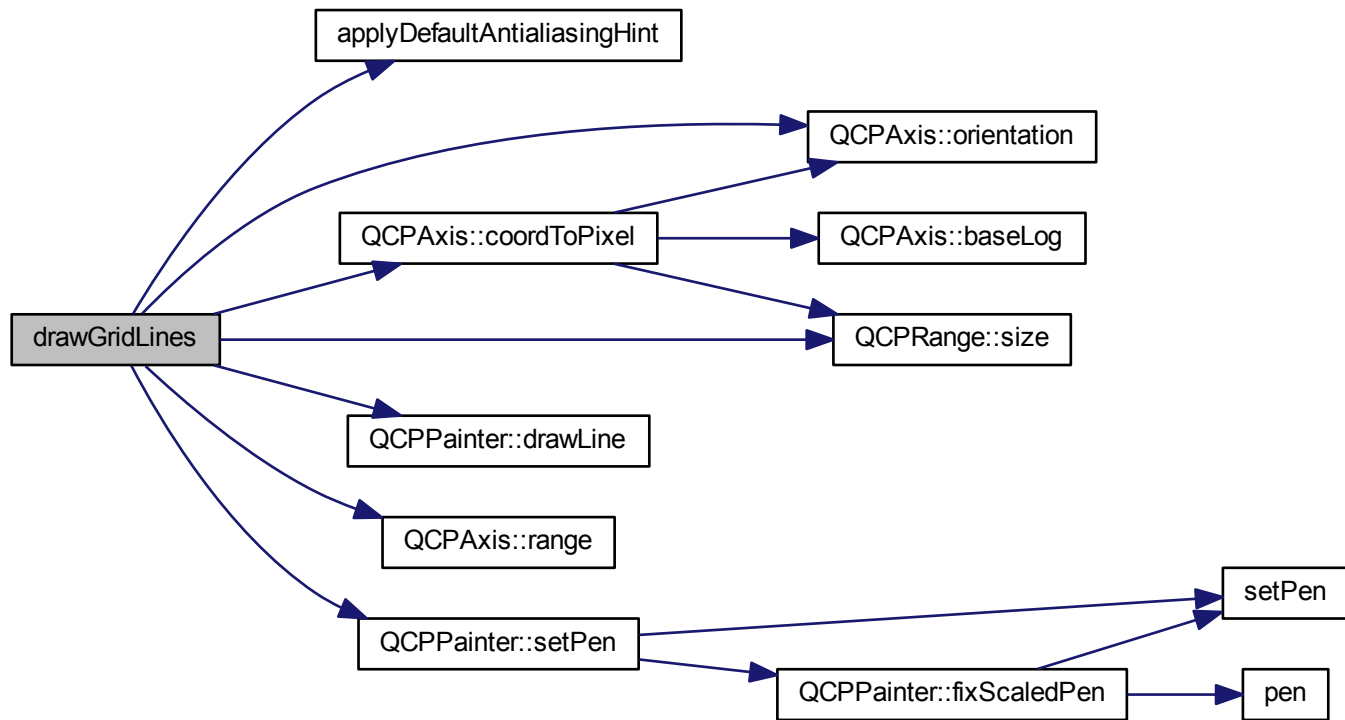 applyDefaultAntialiasingHint
QCPAxis::orientation
QCPAxis::coordToPixel
QCPAxis::baseLog
drawGridLines
QCPRange::size
QCPPainter::drawLine
QCPAxis::range
setPen
QCPPainter::setPen
QCPPainter::fixScaledPen
pen